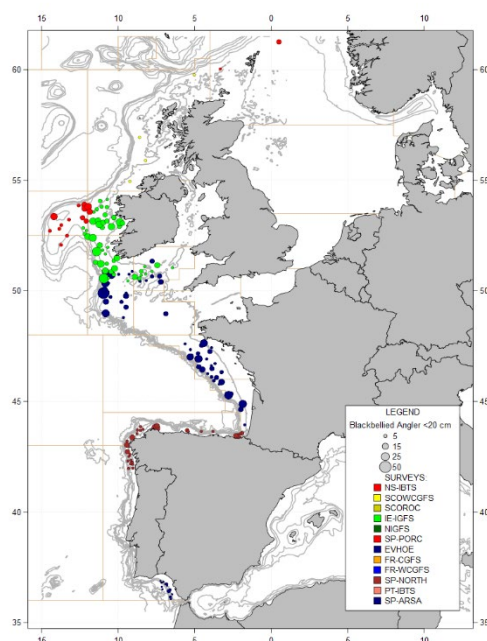 15 10 5 0 5 10
60 60
55 55
50 50
45 45
40 40
35 35
LEGEND
Blackbellied Angler <20 cm
5
15
25
50
SURVEYS:
NS-IBTS
SCOWCGFS
SCOROC
IE-IGFS
NIGFS
SP-PORC
EVHOE
FR-CGFS
FR-WCGFS
SP-NORTH
PT-IBTS
SP-ARSA
15 10 5 0 5 10